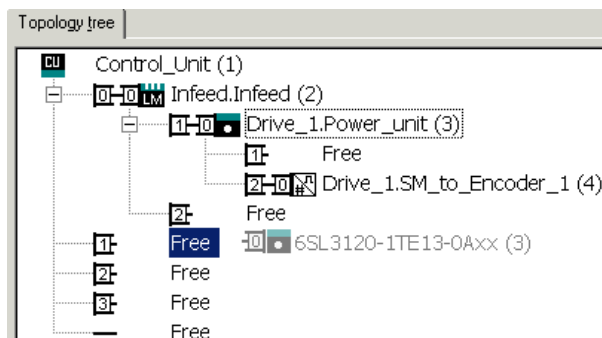 Topology tree
CU Control_Unit (1)
0 0 LM Infeed.Infeed (2)
1 0 Drive_1.Power_unit (3)
1 Free
2 0 # Drive_1.SM_to_Encoder_1 (4)
2 Free
1 Free 0 6SL3120-1TE13-0Axx (3)
2 Free
3 Free
Free